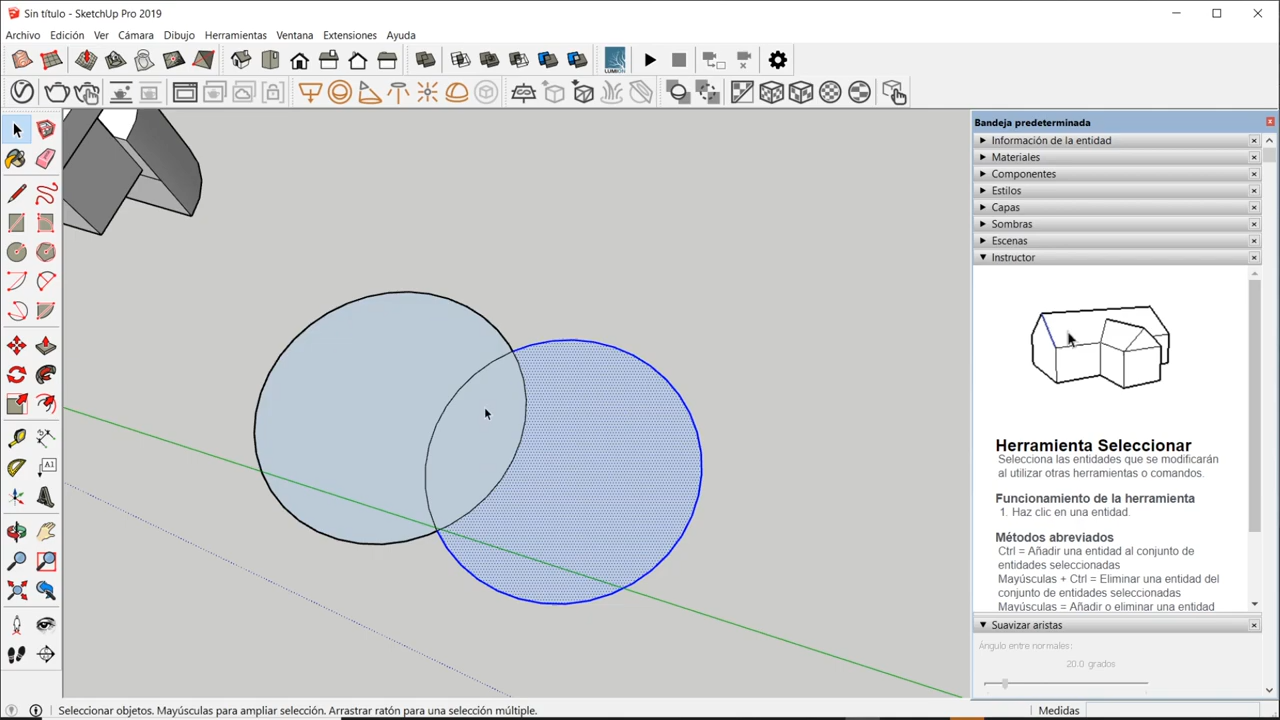 Sin título - SketchUp Pro 2019
Archivo Edición Ver Cámara Dibujo Herramientas Ventana Extensiones Ayuda
LUMION
Bandeja predeterminada
Información de la entidad
Materiales
Componentes
Estilos
Capas
Sombras
Escenas
Instructor
Herramienta Seleccionar
Selecciona las entidades que se modificarán
al utilizar otras herramientas o comandos.
Funcionamiento de la herramienta
1. Haz clic en una entidad.
Métodos abreviados
Ctrl = Añadir una entidad al conjunto de
entidades seleccionadas
Mayúsculas + Ctrl = Eliminar una entidad del
conjunto de entidades seleccionadas
Mayúsculas = Añadir o eliminar una entidad
Suavizar aristas
Ángulo entre normales:
20.0 grados
Seleccionar objetos. Mayúsculas para ampliar selección. Arrastrar ratón para una selección múltiple.
Medidas